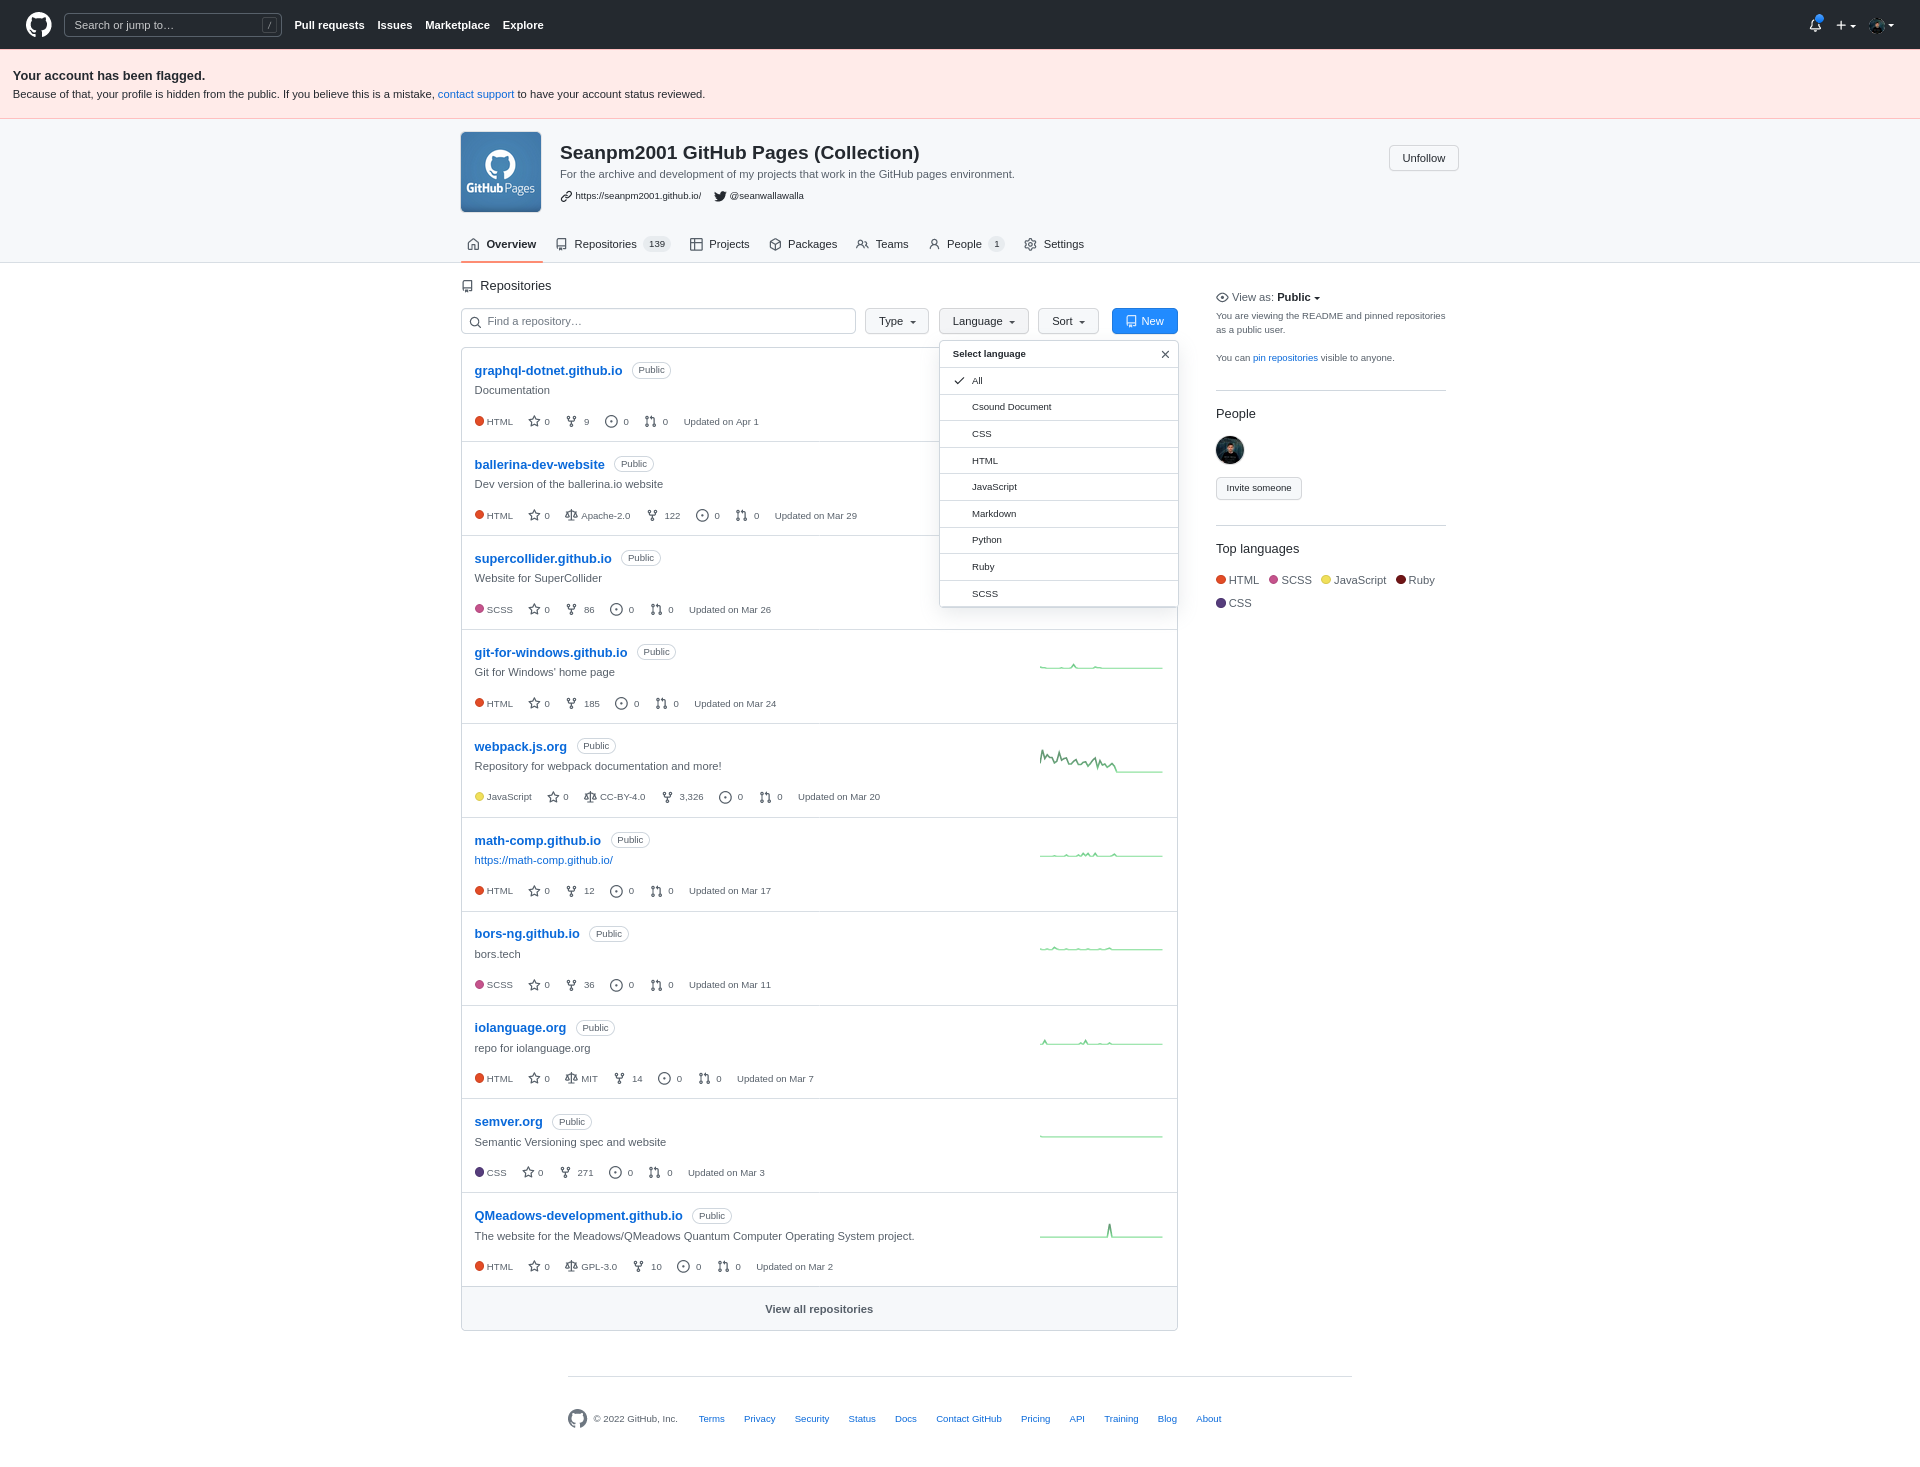 Search or jump to…
/
Pull requests
Issues
Marketplace
Explore
Your account has been flagged.
Because of that, your profile is hidden from the public. If you believe this is a mistake, contact support to have your account status reviewed.
GitHub Pages
Seanpm2001 GitHub Pages (Collection)
For the archive and development of my projects that work in the GitHub pages environment.
https://seanpm2001.github.io/ @seanwallawalla
Unfollow
Overview
Repositories 139
Projects
Packages
Teams
People 1
Settings
Repositories
Find a repository…
Type
Language
Sort
New
Select language
All
Csound Document
CSS
HTML
JavaScript
Markdown
Python
Ruby
SCSS
graphql-dotnet.github.io Public
Documentation
HTML 0 9 0 0 Updated on Apr 1
ballerina-dev-website Public
Dev version of the ballerina.io website
HTML 0 Apache-2.0 122 0 0 Updated on Mar 29
supercollider.github.io Public
Website for SuperCollider
SCSS 0 86 0 0 Updated on Mar 26
git-for-windows.github.io Public
Git for Windows' home page
HTML 0 185 0 0 Updated on Mar 24
webpack.js.org Public
Repository for webpack documentation and more!
JavaScript 0 CC-BY-4.0 3,326 0 0 Updated on Mar 20
math-comp.github.io Public
https://math-comp.github.io/
HTML 0 12 0 0 Updated on Mar 17
bors-ng.github.io Public
bors.tech
SCSS 0 36 0 0 Updated on Mar 11
iolanguage.org Public
repo for iolanguage.org
HTML 0 MIT 14 0 0 Updated on Mar 7
semver.org Public
Semantic Versioning spec and website
CSS 0 271 0 0 Updated on Mar 3
QMeadows-development.github.io Public
The website for the Meadows/QMeadows Quantum Computer Operating System project.
HTML 0 GPL-3.0 10 0 0 Updated on Mar 2
View all repositories
View as: Public
You are viewing the README and pinned repositories
as a public user.
You can pin repositories visible to anyone.
People
Invite someone
Top languages
HTML SCSS JavaScript Ruby
CSS
© 2022 GitHub, Inc.
Terms
Privacy
Security
Status
Docs
Contact GitHub
Pricing
API
Training
Blog
About